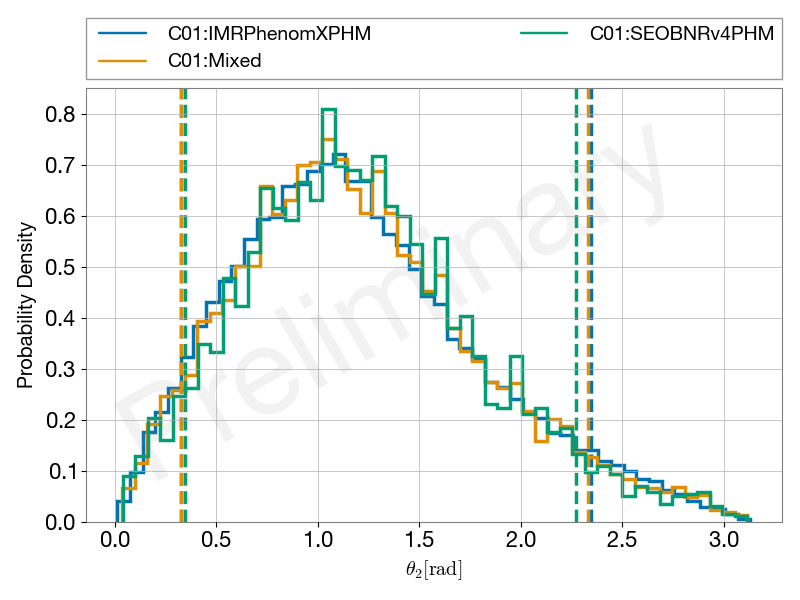 C01:IMRPhenomXPHM
C01:Mixed
C01:SEOBNRv4PHM
Preliminary
Probability Density
0.8
0.7
0.6
0.5
0.4
0.3
0.2
0.1
0.0
0.0 0.5 1.0 1.5 2.0 2.5 3.0
θ₂[rad]